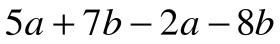 5a + 7b − 2a − 8b